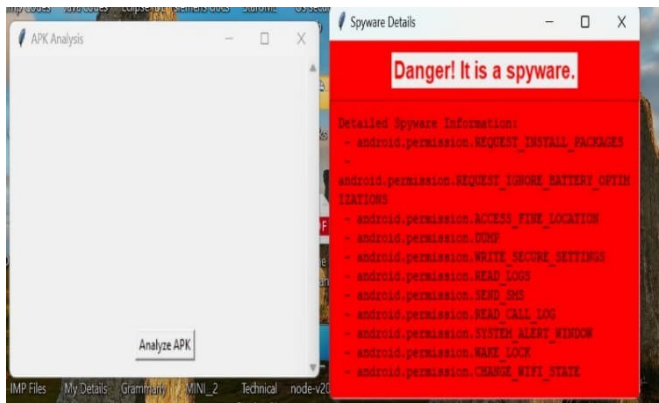 APK Analysis
Analyze APK
Spyware Details
Danger! It is a spyware.
Detailed Spyware Information:
- android.permission.REQUEST_INSTALL_PACKAGES
-
android.permission.REQUEST_IGNORE_BATTERY_OPTIM
IZATIONS
- android.permission.ACCESS_FINE_LOCATION
- android.permission.DUMP
- android.permission.WRITE_SECURE_SETTINGS
- android.permission.READ_LOGS
- android.permission.SEND_SMS
- android.permission.READ_CALL_LOG
- android.permission.SYSTEM_ALERT_WINDOW
- android.permission.WAKE_LOCK
- android.permission.CHANGE_WIFI_STATE
IMP Files My Details Grammarly MINI_2 Technical node-v20